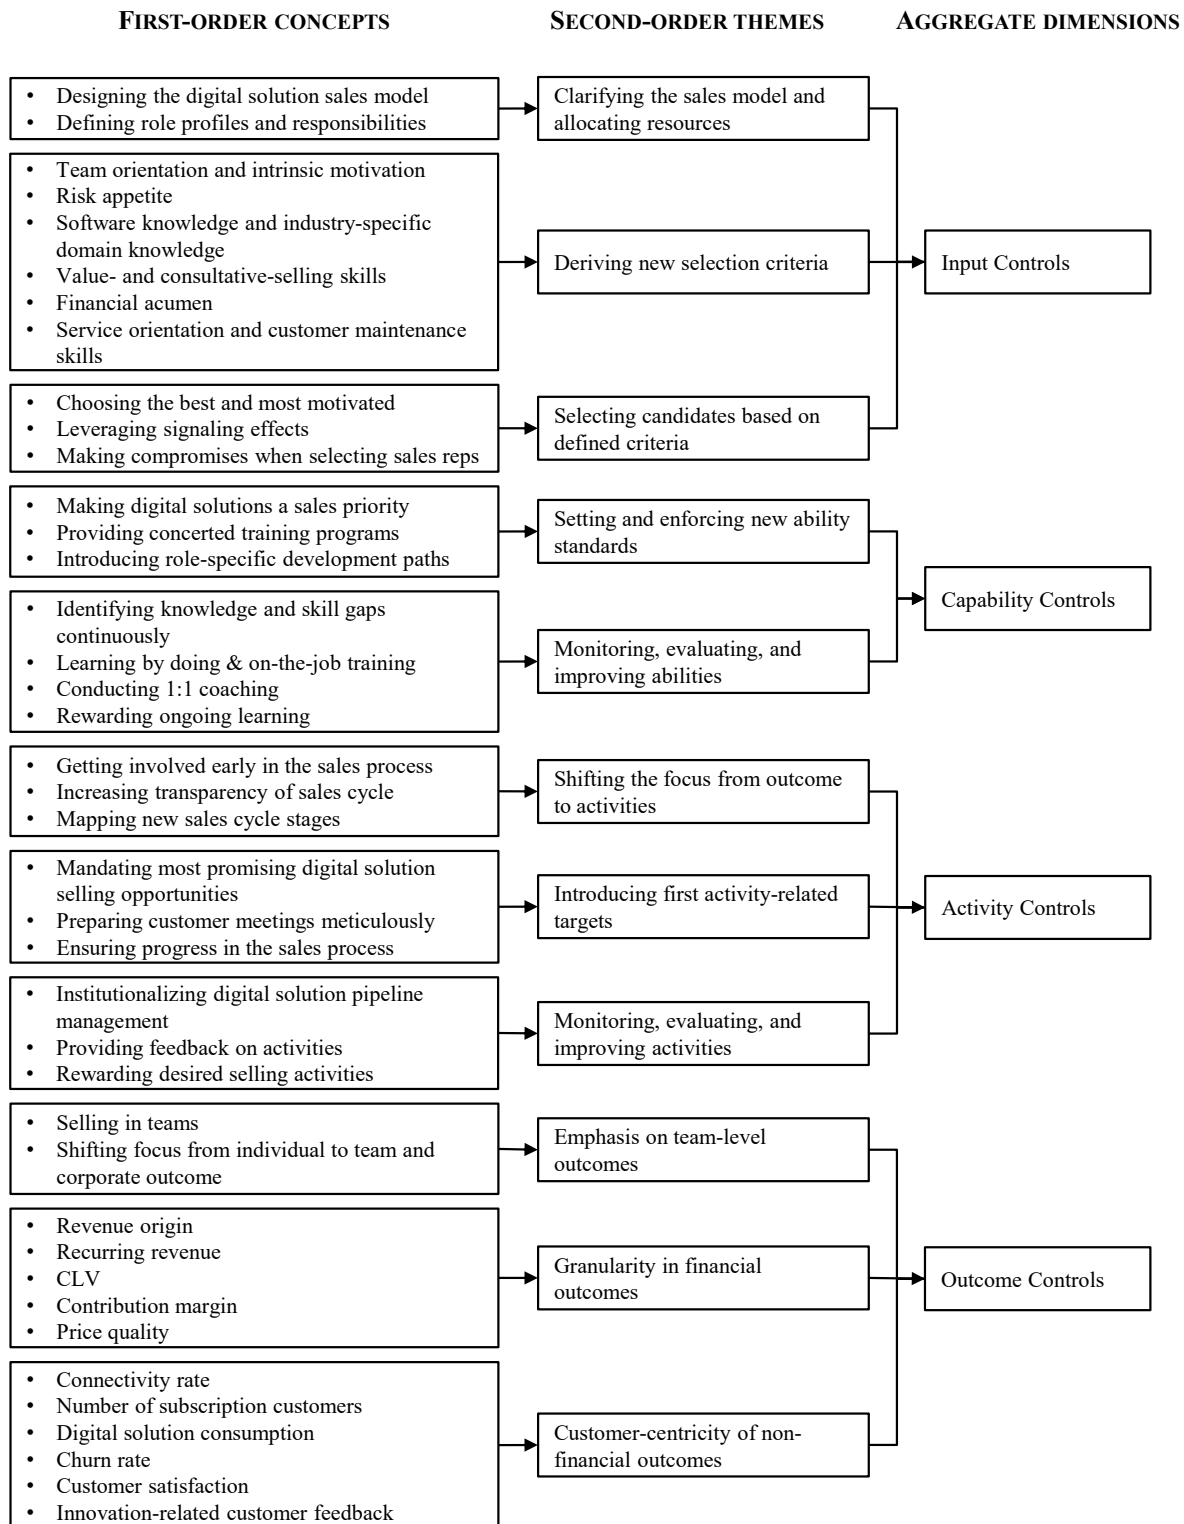 FIRST-ORDER CONCEPTS
SECOND-ORDER THEMES
AGGREGATE DIMENSIONS
• Designing the digital solution sales model
• Defining role profiles and responsibilities
Clarifying the sales model and
allocating resources
• Team orientation and intrinsic motivation
• Risk appetite
• Software knowledge and industry-specific
domain knowledge
• Value- and consultative-selling skills
• Financial acumen
• Service orientation and customer maintenance
skills
Deriving new selection criteria
Input Controls
• Choosing the best and most motivated
• Leveraging signaling effects
• Making compromises when selecting sales reps
Selecting candidates based on
defined criteria
• Making digital solutions a sales priority
• Providing concerted training programs
• Introducing role-specific development paths
Setting and enforcing new ability
standards
Capability Controls
• Identifying knowledge and skill gaps
continuously
• Learning by doing & on-the-job training
• Conducting 1:1 coaching
• Rewarding ongoing learning
Monitoring, evaluating, and
improving abilities
• Getting involved early in the sales process
• Increasing transparency of sales cycle
• Mapping new sales cycle stages
Shifting the focus from outcome
to activities
• Mandating most promising digital solution
selling opportunities
• Preparing customer meetings meticulously
• Ensuring progress in the sales process
Introducing first activity-related
targets
Activity Controls
• Institutionalizing digital solution pipeline
management
• Providing feedback on activities
• Rewarding desired selling activities
Monitoring, evaluating, and
improving activities
• Selling in teams
• Shifting focus from individual to team and
corporate outcome
Emphasis on team-level
outcomes
• Revenue origin
• Recurring revenue
• CLV
• Contribution margin
• Price quality
Granularity in financial
outcomes
Outcome Controls
• Connectivity rate
• Number of subscription customers
• Digital solution consumption
• Churn rate
• Customer satisfaction
• Innovation-related customer feedback
Customer-centricity of non-
financial outcomes